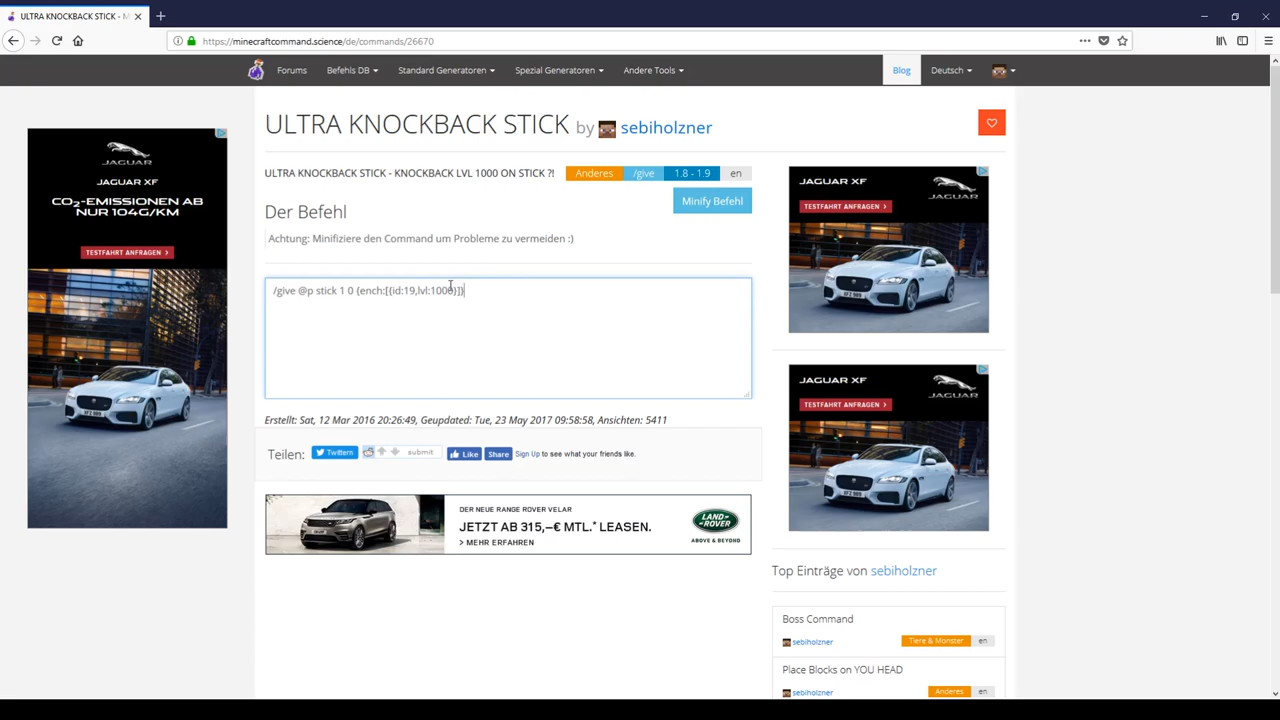 ULTRA KNOCKBACK STICK - M
https://minecraftcommand.science/de/commands/26670
Forums Befehls DB Standard Generatoren Spezial Generatoren Andere Tools Blog Deutsch
ULTRA KNOCKBACK STICK by sebiholzner
ULTRA KNOCKBACK STICK - KNOCKBACK LVL 1000 ON STICK ?! Anderes /give 1.8 - 1.9 en
Minify Befehl
Der Befehl
Achtung: Minifiziere den Command um Probleme zu vermeiden :)
/give @p stick 1 0 {ench:[{id:19,lvl:1000}]}
Erstellt: Sat, 12 Mar 2016 20:26:49, Geupdated: Tue, 23 May 2017 09:58:58, Ansichten: 5411
Teilen: Twittern submit Like Share Sign Up to see what your friends like.
DER NEUE RANGE ROVER VELAR
JETZT AB 315,–€ MTL.* LEASEN.
> MEHR ERFAHREN
LAND-ROVER
ABOVE & BEYOND
JAGUAR
JAGUAR XF
CO₂-EMISSIONEN AB
NUR 104G/KM
TESTFAHRT ANFRAGEN >
JAGUAR XF
TESTFAHRT ANFRAGEN >
JAGUAR
JAGUAR XF
TESTFAHRT ANFRAGEN >
JAGUAR
Top Einträge von sebiholzner
Boss Command
sebiholzner Tiere & Monster en
Place Blocks on YOU HEAD
sebiholzner Anderes en